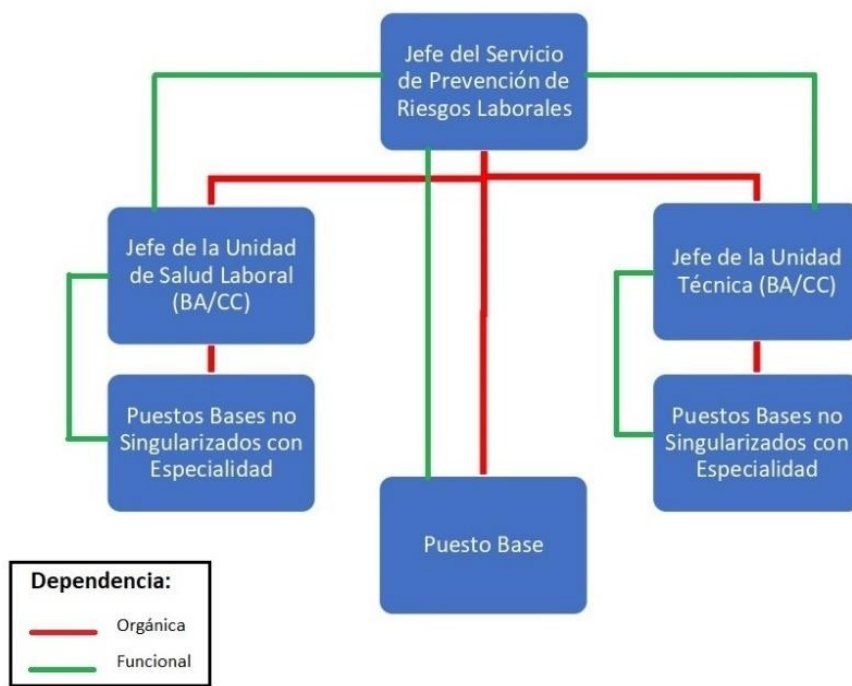 Jefe del Servicio
de Prevención de
Riesgos Laborales
Jefe de la Unidad
de Salud Laboral
(BA/CC)
Jefe de la Unidad
Técnica (BA/CC)
Puestos Bases no
Singularizados con
Especialidad
Puestos Bases no
Singularizados con
Especialidad
Puesto Base
Dependencia:
Orgánica
Funcional